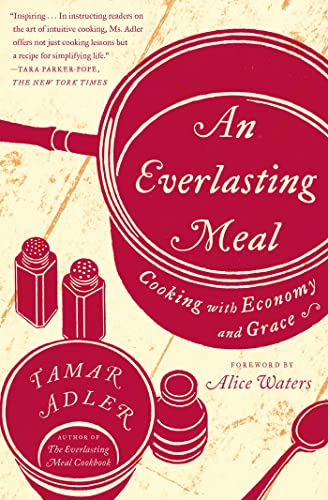 "Inspiring . . . In instructing readers on
the art of intuitive cooking, Ms. Adler
offers not just cooking lessons but
a recipe for simplifying life."
—TARA PARKER-POPE,
THE NEW YORK TIMES
An
Everlasting
Meal
Cooking with Economy
and Grace
FOREWORD BY
Alice Waters
TAMAR
ADLER
AUTHOR OF
The Everlasting
Meal Cookbook